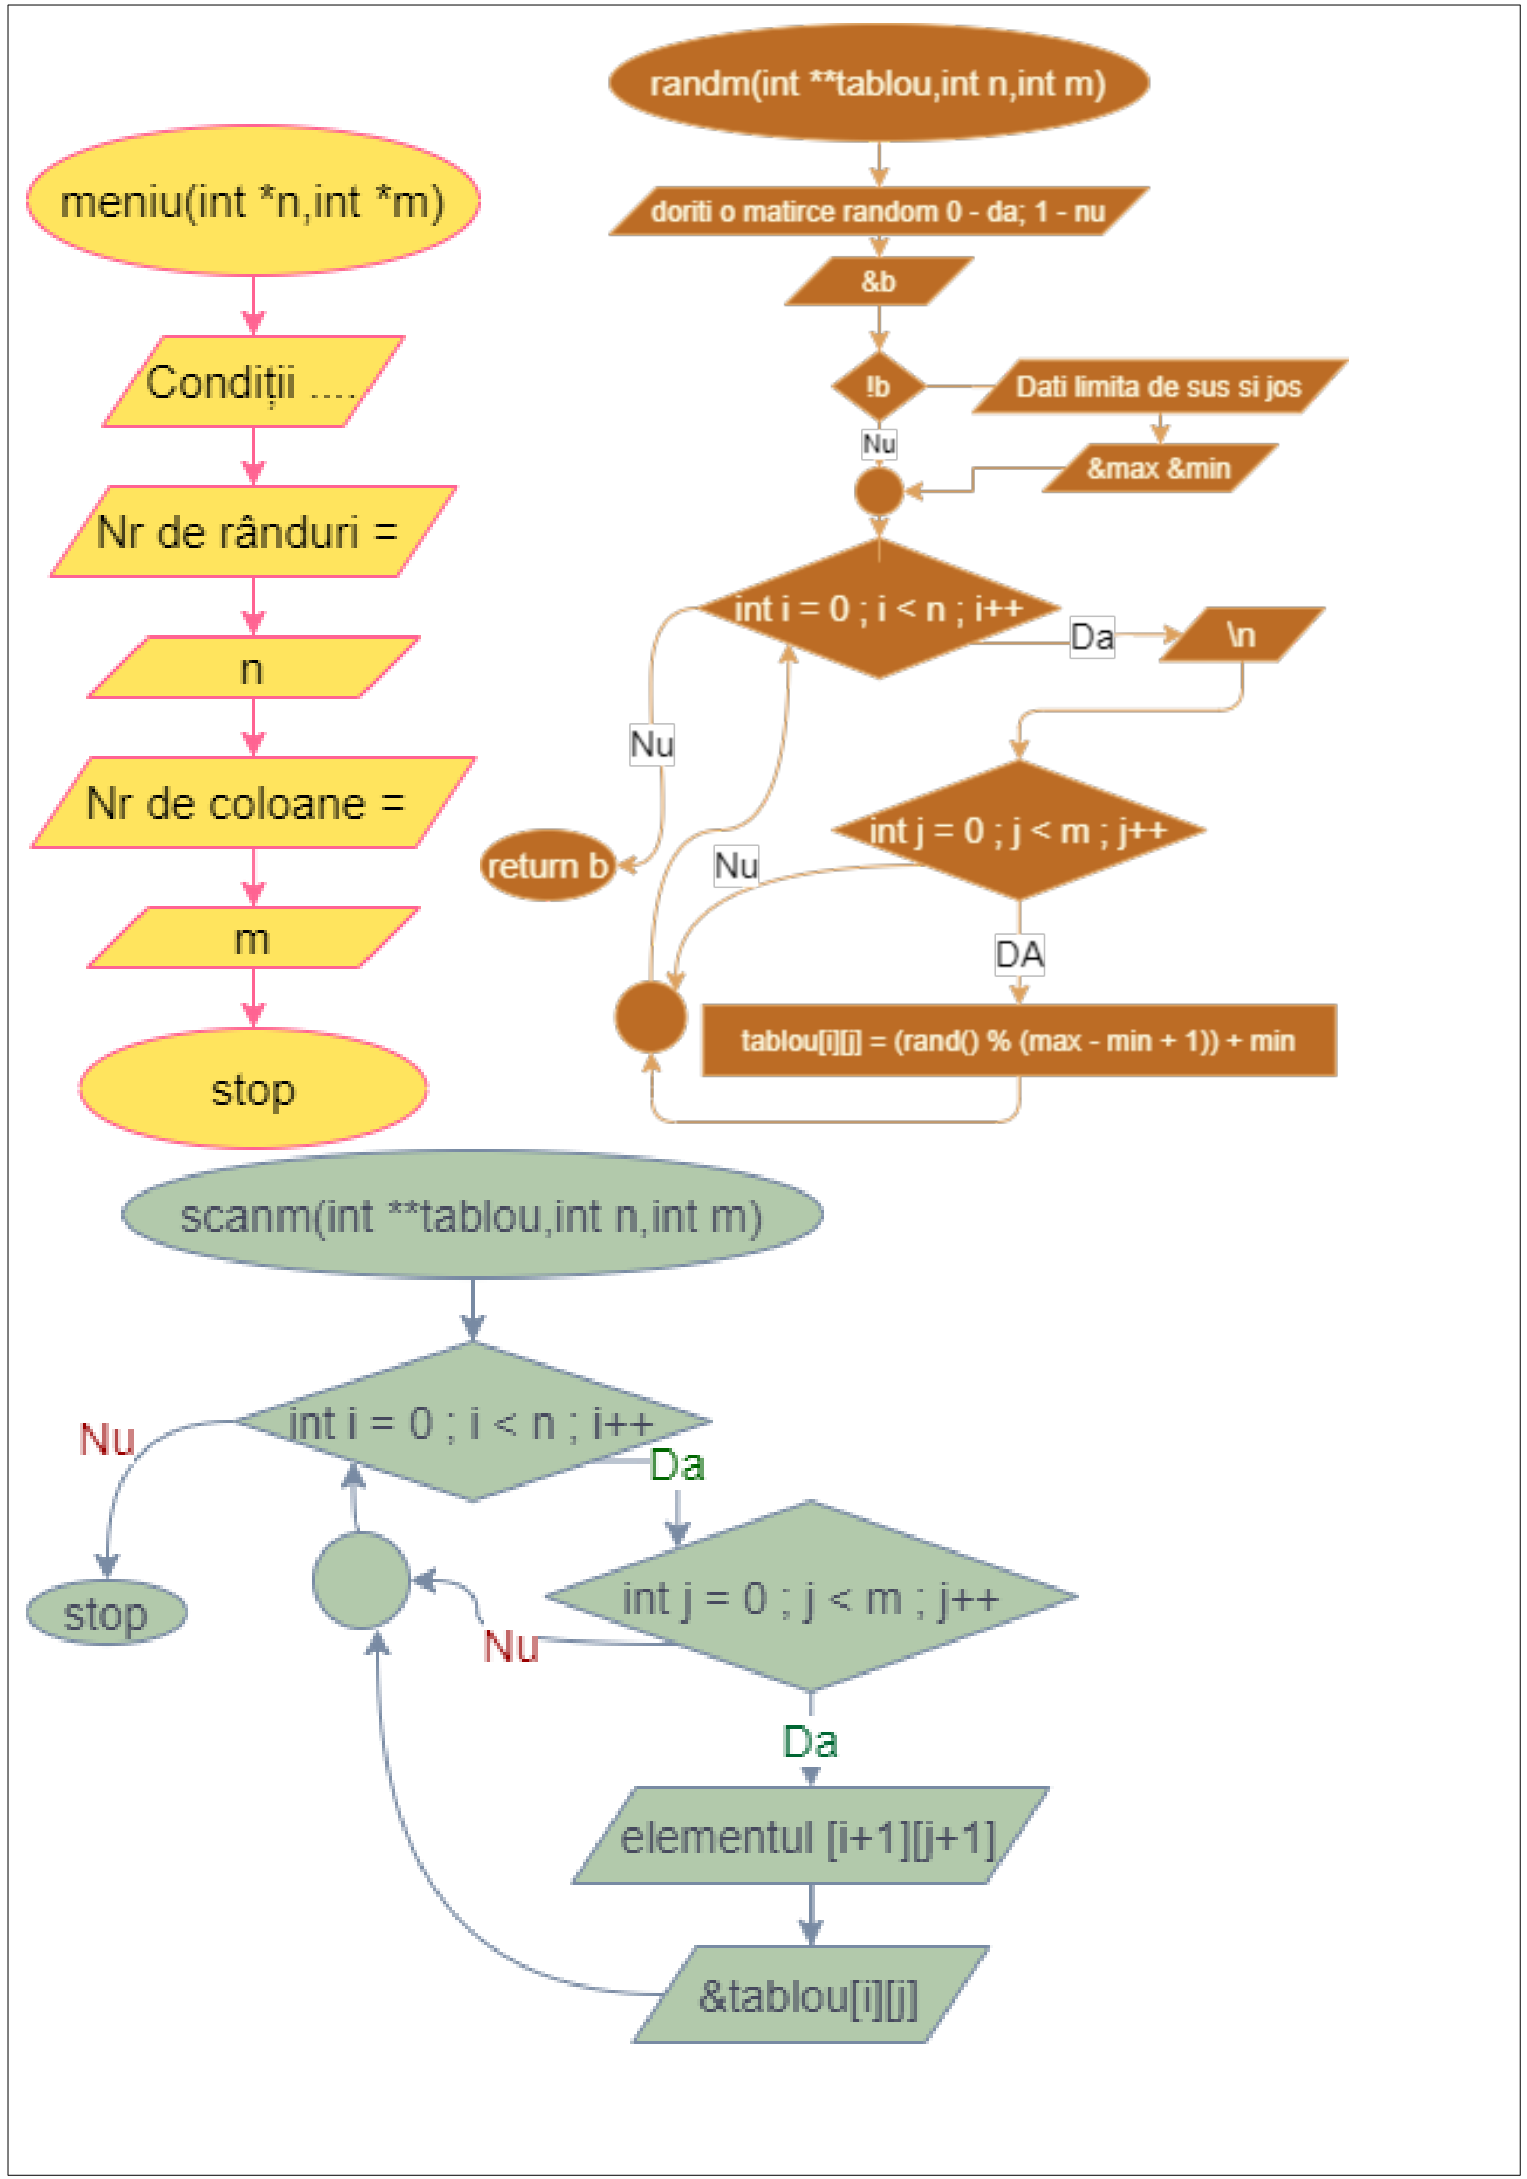 meniu(int *n,int *m)
Condiții ....
Nr de rânduri =
n
Nr de coloane =
m
stop
randm(int **tablou,int n,int m)
doriti o matirce random 0 - da; 1 - nu
&b
!b
Dati limita de sus si jos
Nu
&max &min
int i = 0 ; i < n ; i++
Da
\n
Nu
int j = 0 ; j < m ; j++
return b
Nu
DA
tablou[i][j] = (rand() % (max - min + 1)) + min
scanm(int **tablou,int n,int m)
int i = 0 ; i < n ; i++
Nu
Da
stop
int j = 0 ; j < m ; j++
Nu
Da
elementul [i+1][j+1]
&tablou[i][j]